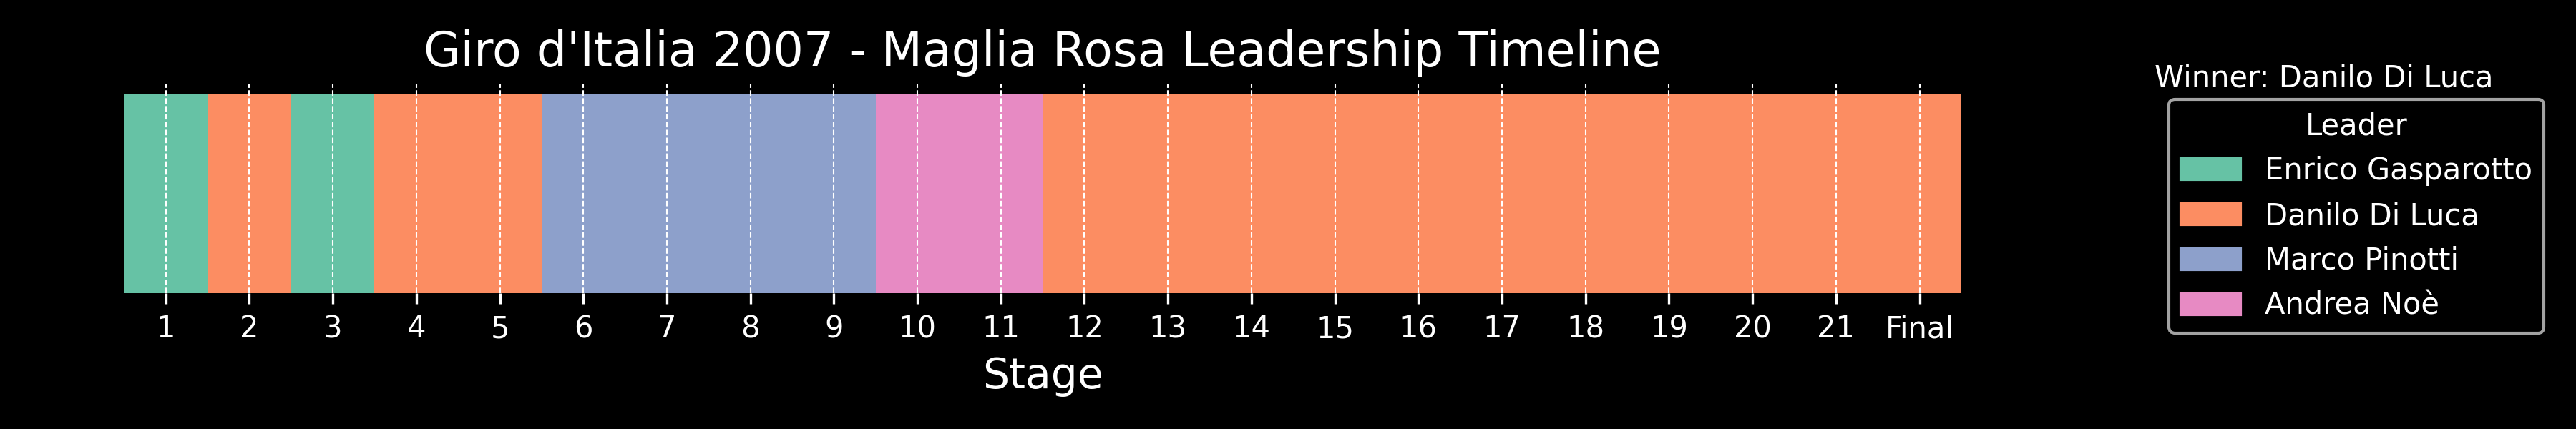 Giro d'Italia 2007 - Maglia Rosa Leadership Timeline
Winner: Danilo Di Luca
Leader
Enrico Gasparotto
Danilo Di Luca
Marco Pinotti
Andrea Noè
1 2 3 4 5 6 7 8 9 10 11 12 13 14 15 16 17 18 19 20 21 Final
Stage